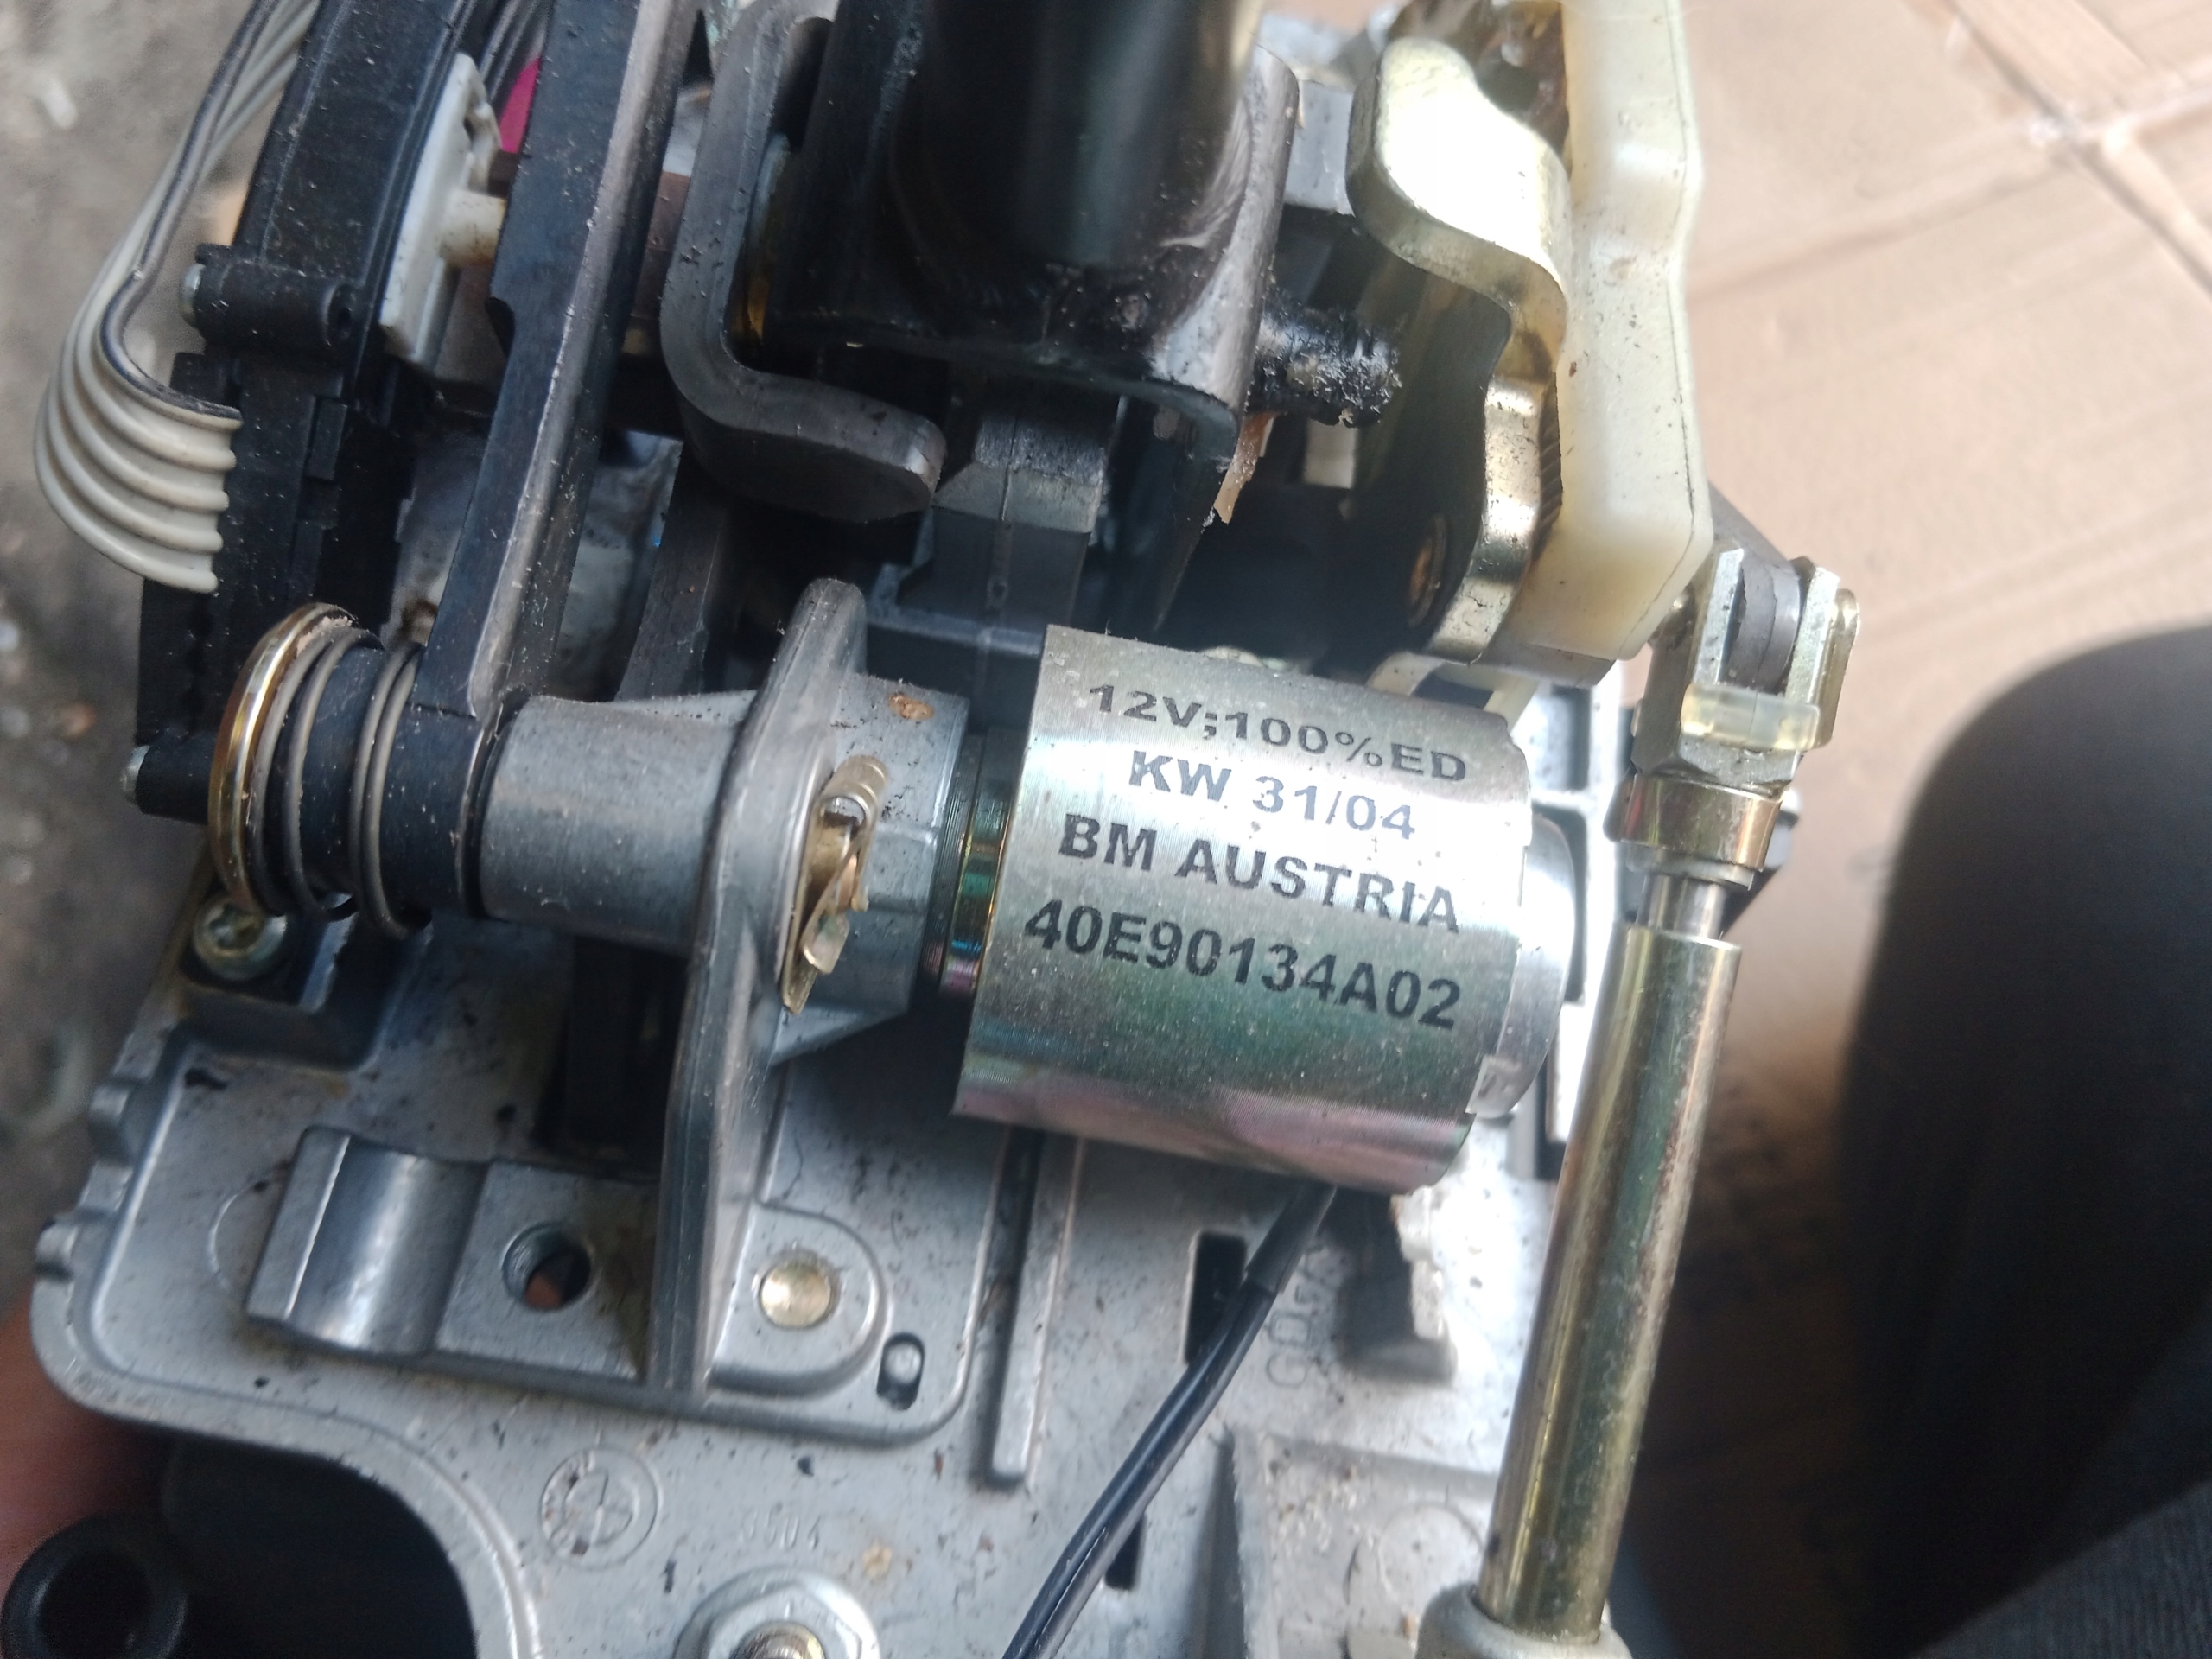 12V;100%ED
KW 31/04
BM AUSTRIA
40E90134A02